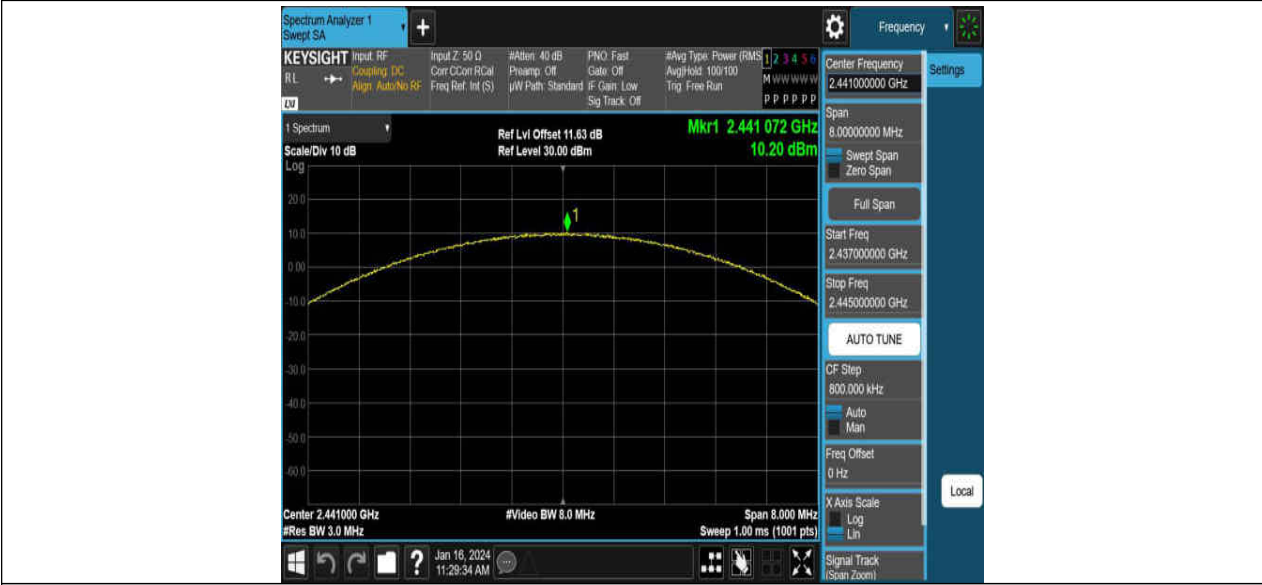 Spectrum Analyzer 1
Swept SA
+
Frequency
KEYSIGHT
RL
LXI
Input: RF
Coupling: DC
Align: Auto/No RF
Input Z: 50 Ω
Corr CCorr RCal
Freq Ref: Int (S)
#Atten: 40 dB
Preamp: Off
µW Path: Standard
PNO: Fast
Gate: Off
IF Gain: Low
Sig Track: Off
#Avg Type: Power (RMS
Avg|Hold: 100/100
Trig: Free Run
1 2 3 4 5 6
M W W W W W
P P P P P P
1 Spectrum
Scale/Div 10 dB
Log
Ref Lvl Offset 11.63 dB
Ref Level 30.00 dBm
Mkr1 2.441 072 GHz
10.20 dBm
1
20.0
10.0
0.00
-10.0
-20.0
-30.0
-40.0
-50.0
-60.0
Center 2.441000 GHz
#Res BW 3.0 MHz
#Video BW 8.0 MHz
Span 8.000 MHz
Sweep 1.00 ms (1001 pts)
Center Frequency
2.441000000 GHz
Settings
Span
8.00000000 MHz
Swept Span
Zero Span
Full Span
Start Freq
2.437000000 GHz
Stop Freq
2.445000000 GHz
AUTO TUNE
CF Step
800.000 kHz
Auto
Man
Freq Offset
0 Hz
X Axis Scale
Log
Lin
Signal Track
(Span Zoom)
Local
?
Jan 16, 2024
11:29:34 AM